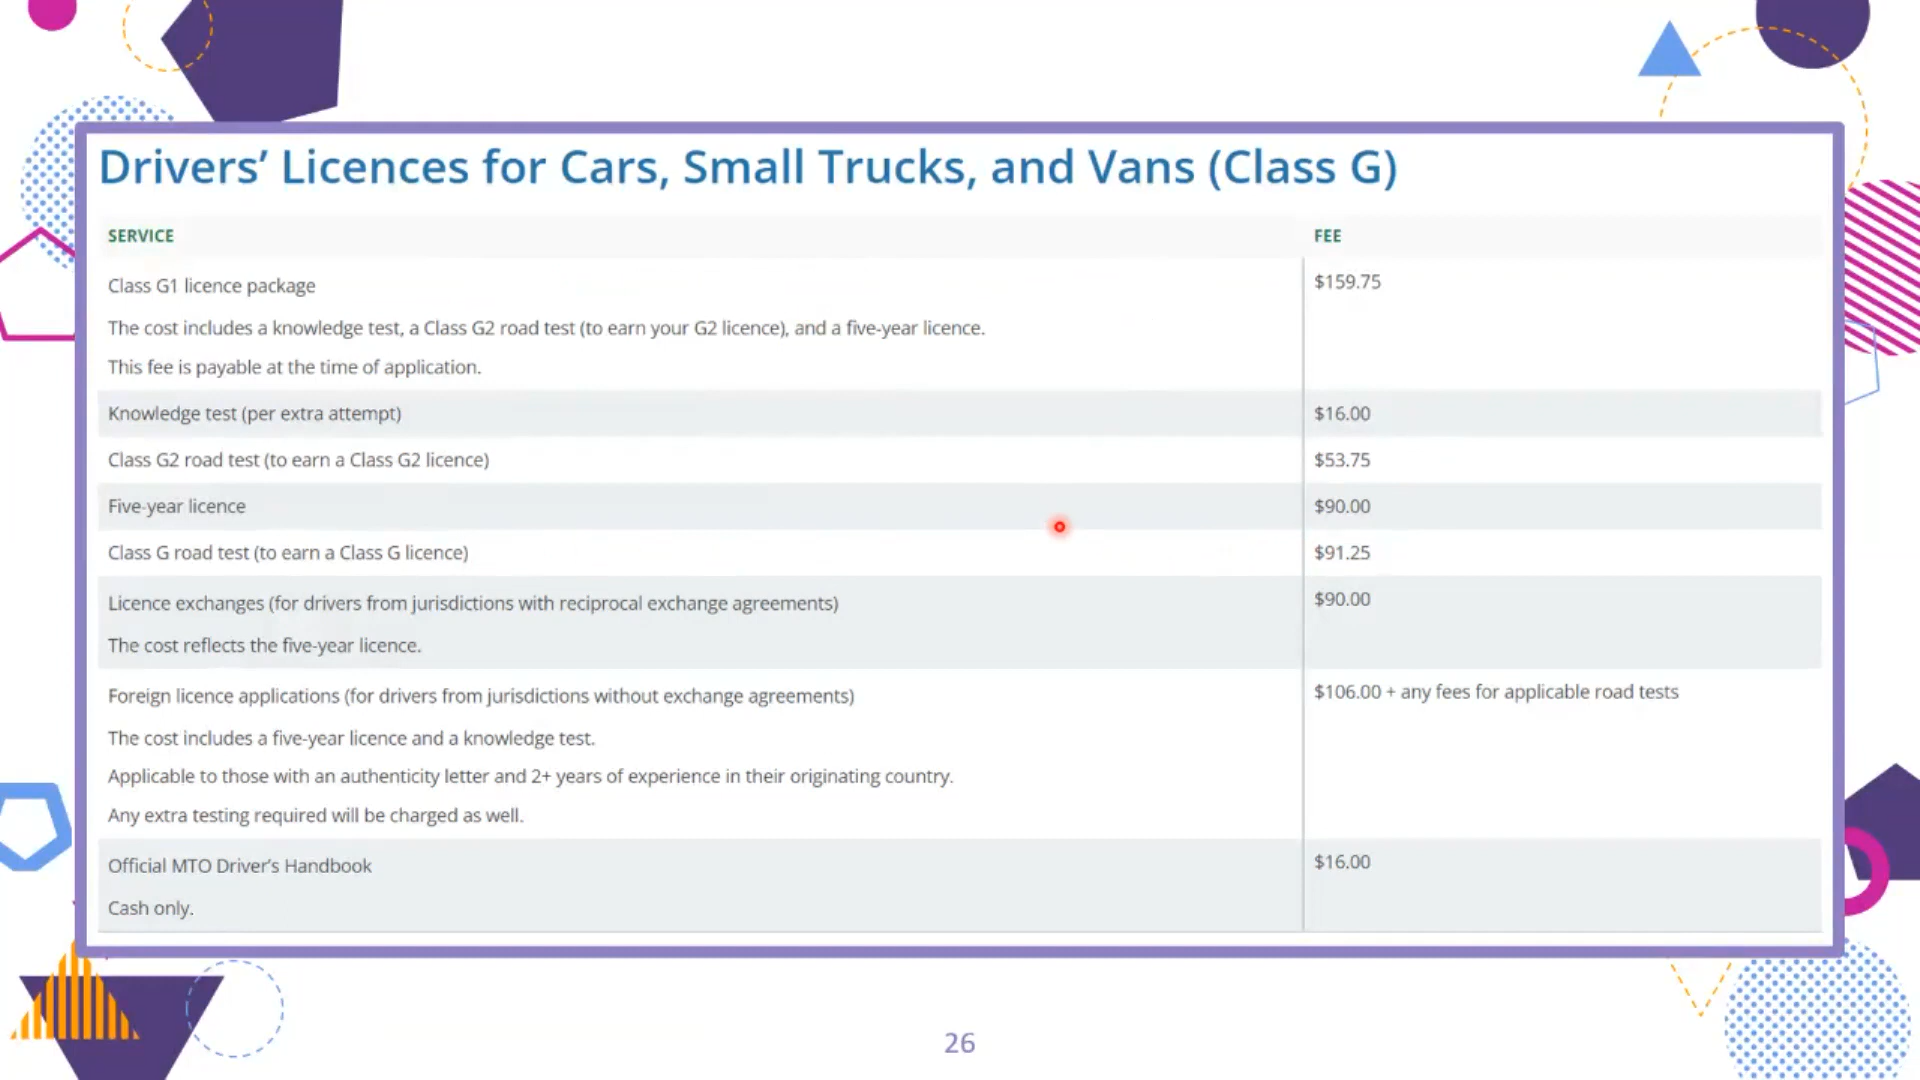 Drivers’ Licences for Cars, Small Trucks, and Vans (Class G)
SERVICE FEE
Class G1 licence package $159.75
The cost includes a knowledge test, a Class G2 road test (to earn your G2 licence), and a five-year licence.
This fee is payable at the time of application.
Knowledge test (per extra attempt) $16.00
Class G2 road test (to earn a Class G2 licence) $53.75
Five-year licence $90.00
Class G road test (to earn a Class G licence) $91.25
Licence exchanges (for drivers from jurisdictions with reciprocal exchange agreements) $90.00
The cost reflects the five-year licence.
Foreign licence applications (for drivers from jurisdictions without exchange agreements) $106.00 + any fees for applicable road tests
The cost includes a five-year licence and a knowledge test.
Applicable to those with an authenticity letter and 2+ years of experience in their originating country.
Any extra testing required will be charged as well.
Official MTO Driver’s Handbook $16.00
Cash only.
26